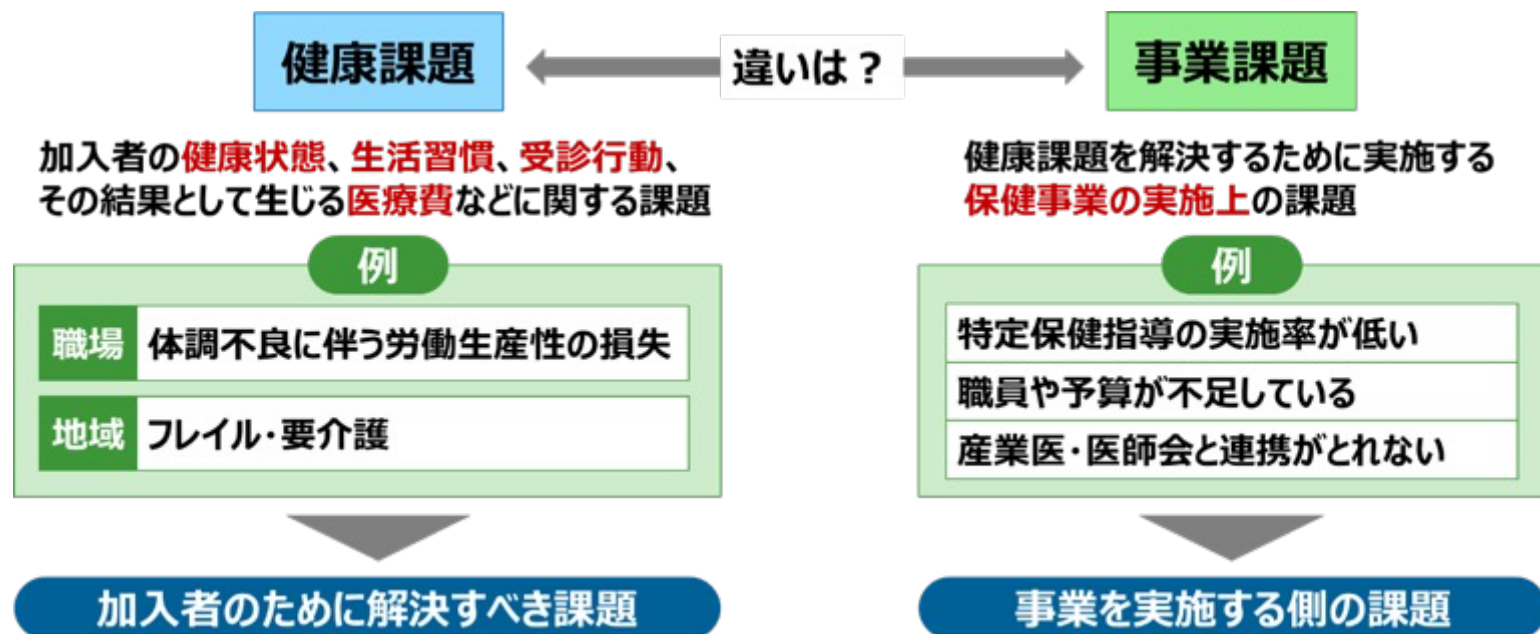 健康課題
違いは？
事業課題
加入者の健康状態、生活習慣、受診行動、
その結果として生じる医療費などに関する課題
例
職場 体調不良に伴う労働生産性の損失
地域 フレイル・要介護
加入者のために解決すべき課題
健康課題を解決するために実施する
保健事業の実施上の課題
例
特定保健指導の実施率が低い
職員や予算が不足している
産業医・医師会と連携がとれない
事業を実施する側の課題